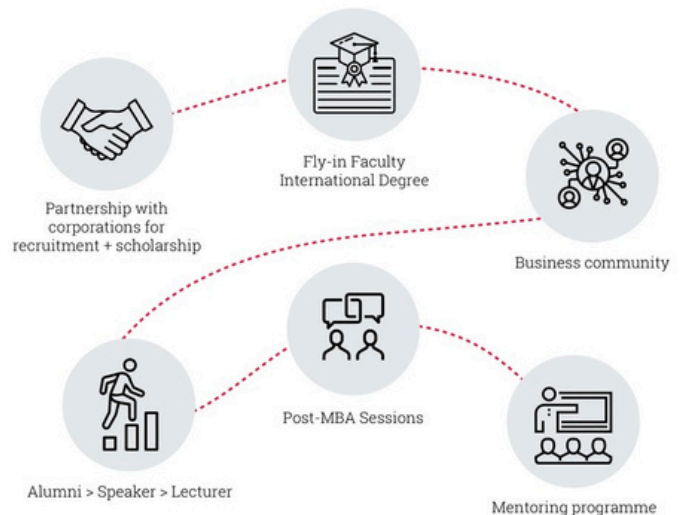 Partnership with
corporations for
recruitment + scholarship
Fly-in Faculty
International Degree
Business community
Alumni > Speaker > Lecturer
Post-MBA Sessions
Mentoring programme